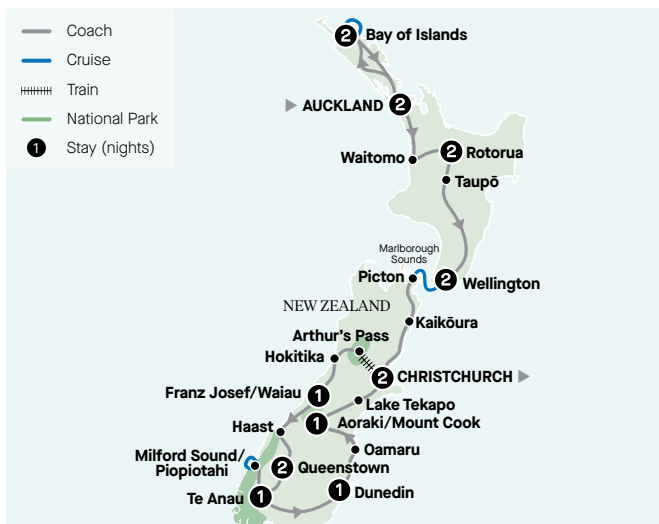 Coach
Cruise
Train
National Park
1 Stay (nights)
2 Bay of Islands
AUCKLAND 2
Waitomo
2 Rotorua
Taupō
Marlborough
Sounds
Picton
2 Wellington
NEW ZEALAND
Kaikōura
Arthur's Pass
Hokitika
2 CHRISTCHURCH
Franz Josef/Waiau 1
Lake Tekapo
1 Aoraki/Mount Cook
Haast
Oamaru
Milford Sound/
Piopiotahi
2 Queenstown
Te Anau 1
1 Dunedin